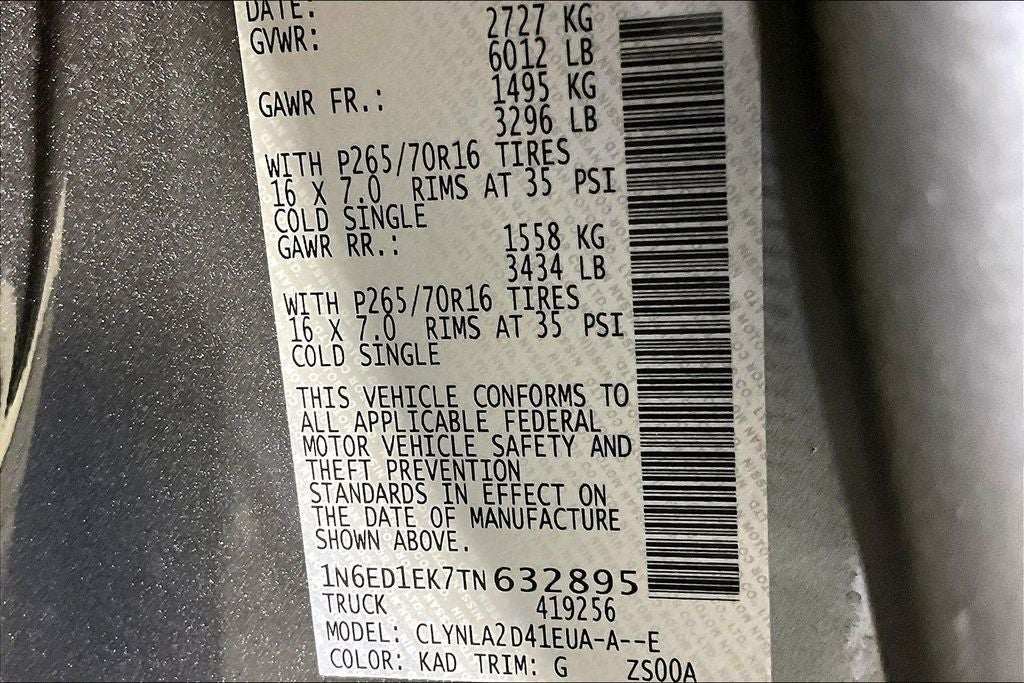 DATE:
2727 KG
GVWR: 6012 LB
1495 KG
GAWR FR.: 3296 LB
WITH P265/70R16 TIRES
16 X 7.0 RIMS AT 35 PSI
COLD SINGLE
GAWR RR.: 1558 KG
3434 LB
WITH P265/70R16 TIRES
16 X 7.0 RIMS AT 35 PSI
COLD SINGLE
THIS VEHICLE CONFORMS TO
ALL APPLICABLE FEDERAL
MOTOR VEHICLE SAFETY AND
THEFT PREVENTION
STANDARDS IN EFFECT ON
THE DATE OF MANUFACTURE
SHOWN ABOVE.
1N6ED1EK7TN632895
TRUCK 419256
MODEL: CLYNLA2D41EUA-A--E
COLOR: KAD TRIM: G ZS00A